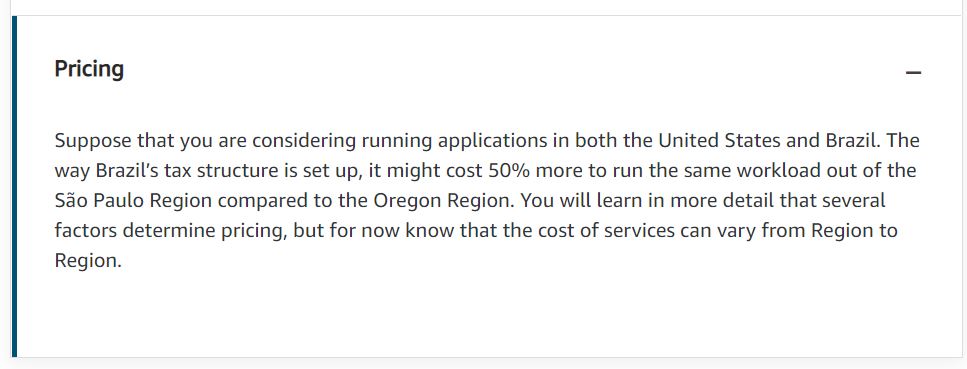 Pricing
Suppose that you are considering running applications in both the United States and Brazil. The
way Brazil’s tax structure is set up, it might cost 50% more to run the same workload out of the
São Paulo Region compared to the Oregon Region. You will learn in more detail that several
factors determine pricing, but for now know that the cost of services can vary from Region to
Region.